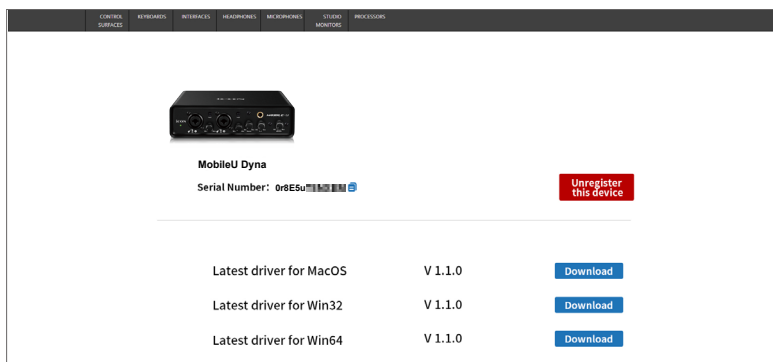 CONTROL SURFACES KEYBOARDS INTERFACES HEADPHONES MICROPHONES STUDIO MONITORS PROCESSORS
MobileU Dyna
Serial Number: 0r8E5u
Unregister
this device
Latest driver for MacOS V 1.1.0 Download
Latest driver for Win32 V 1.1.0 Download
Latest driver for Win64 V 1.1.0 Download